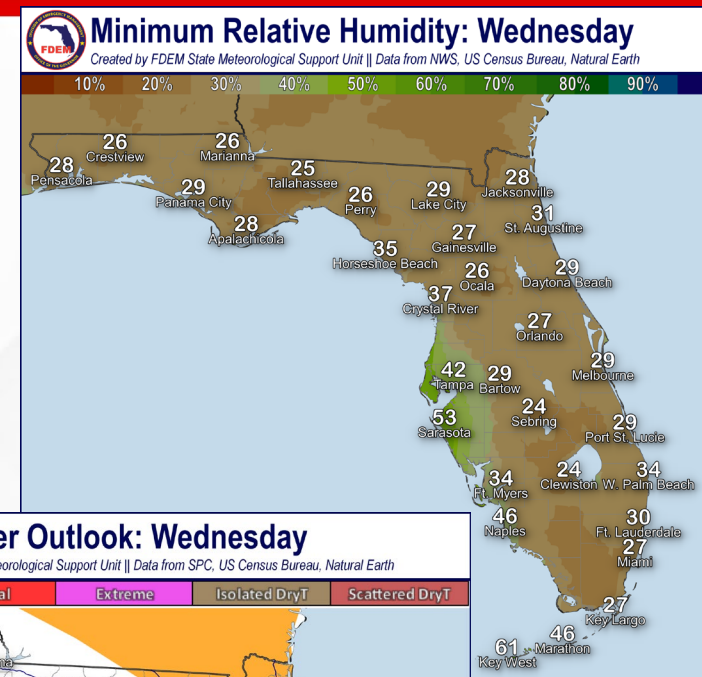 FDEM
Minimum Relative Humidity: Wednesday
Created by FDEM State Meteorological Support Unit || Data from NWS, US Census Bureau, Natural Earth
10% 20% 30% 40% 50% 60% 70% 80% 90%
26
Crestview
26
Marianna
28
Pensacola
25
Tallahassee
29
Panama City
26
Perry
29
Lake City
28
Jacksonville
28
Apalachicola
31
St. Augustine
27
Gainesville
35
Horseshoe Beach
26
Ocala
29
Daytona Beach
37
Crystal River
27
Orlando
29
Melbourne
42
Tampa
29
Bartow
24
Sebring
53
Sarasota
29
Port St. Lucie
34
Ft. Myers
24
Clewiston
34
W. Palm Beach
46
Naples
30
Ft. Lauderdale
27
Miami
27
Key Largo
46
Marathon
61
Key West
er Outlook: Wednesday
orological Support Unit || Data from SPC, US Census Bureau, Natural Earth
al Extreme Isolated DryT Scattered DryT
na